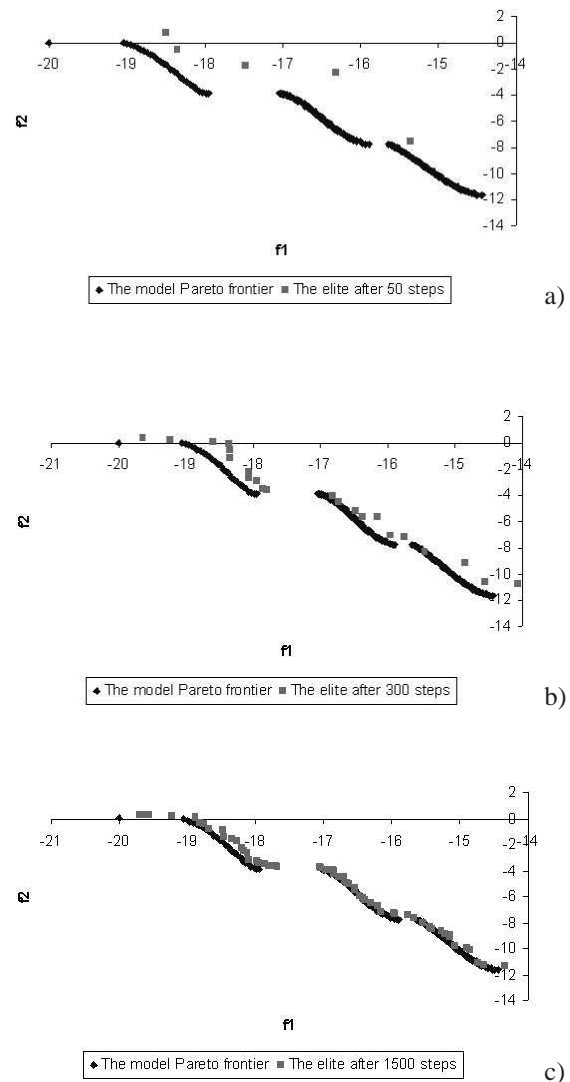 2
0
-20 -19 -18 -17 -16 -15 -14
-2
-4
-6
-8
-10
-12
-14
f2
f1
The model Pareto frontier The elite after 50 steps
a)
2
0
-21 -20 -19 -18 -17 -16 -15 -14
-2
-4
-6
-8
-10
-12
-14
f2
f1
The model Pareto frontier The elite after 300 steps
b)
2
0
-21 -20 -19 -18 -17 -16 -15 -14
-2
-4
-6
-8
-10
-12
-14
f2
f1
The model Pareto frontier The elite after 1500 steps
c)